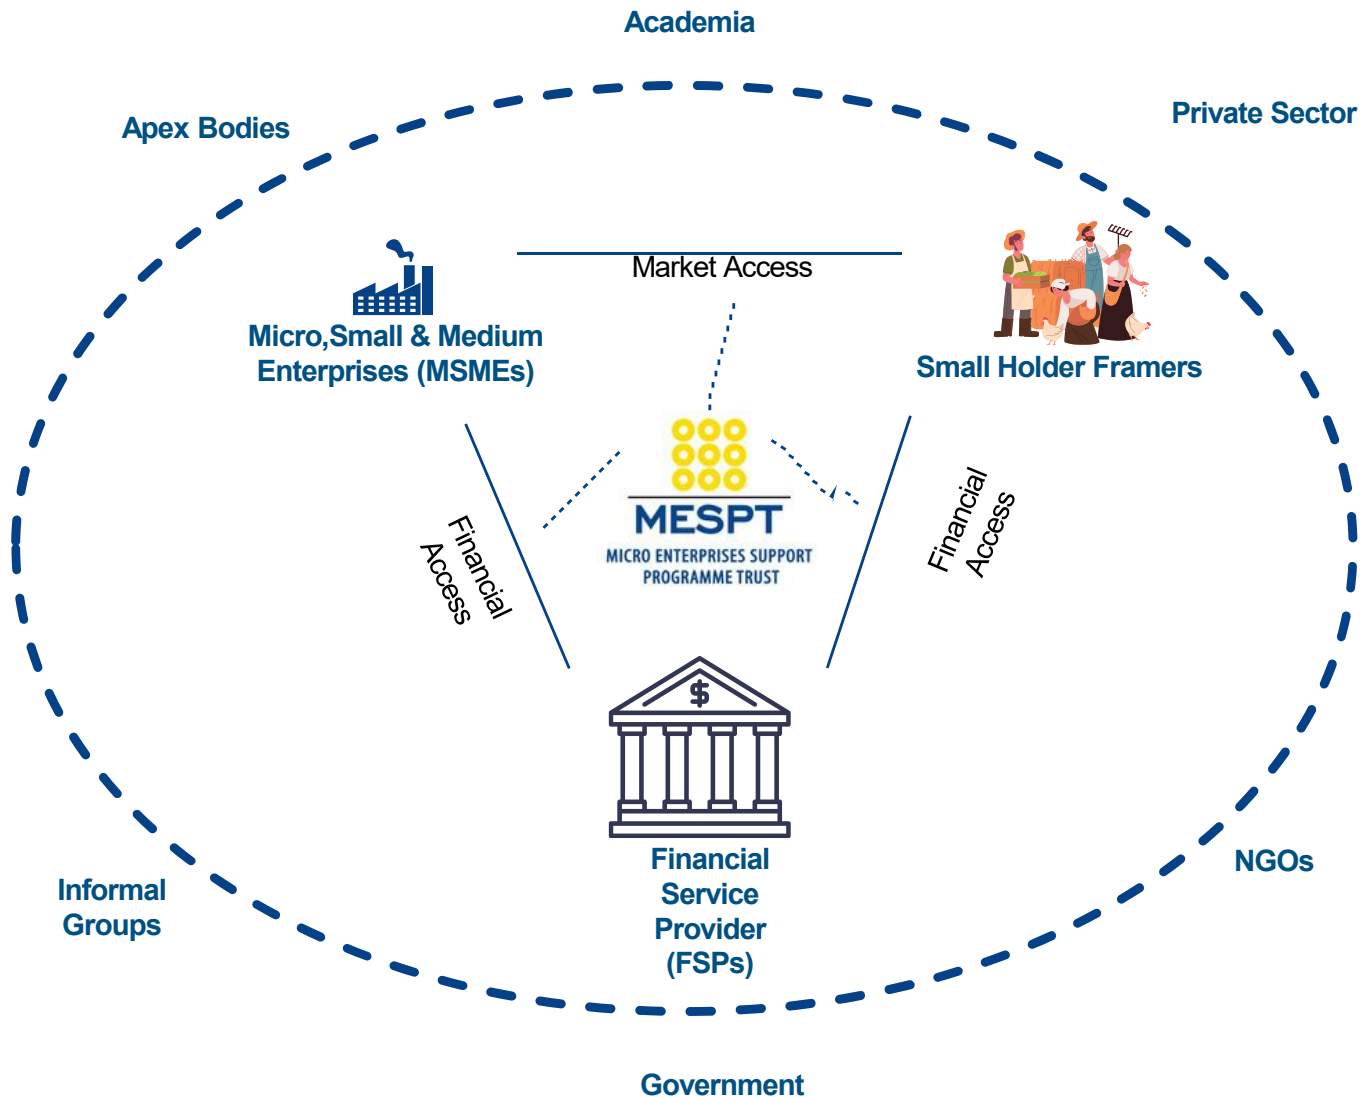 Academia
Apex Bodies
Private Sector
Market Access
Micro,Small & Medium
Enterprises (MSMEs)
Small Holder Framers
MESPT
MICRO ENTERPRISES SUPPORT
PROGRAMME TRUST
Financial
Access
Financial
Access
$
Financial
Service
Provider
(FSPs)
Informal
Groups
NGOs
Government